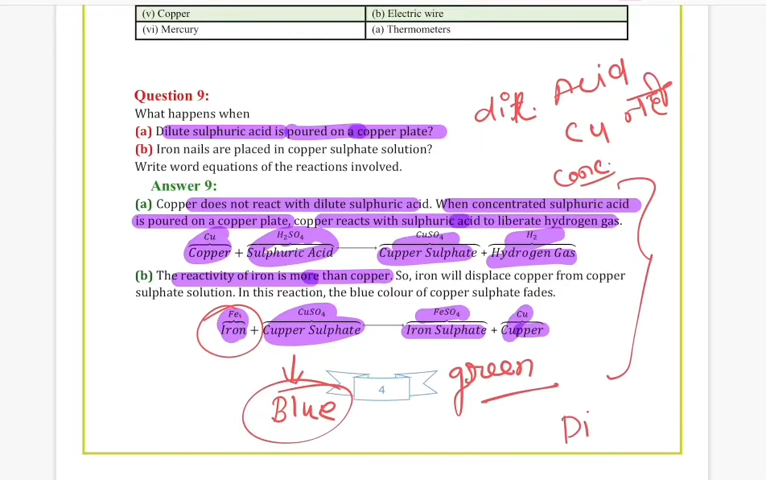 (v) Copper (b) Electric wire
(vi) Mercury (a) Thermometers
Question 9:
What happens when
(a) Dilute sulphuric acid is poured on a copper plate?
(b) Iron nails are placed in copper sulphate solution?
Write word equations of the reactions involved.
dil. Acid
Cu नही
conc.
Answer 9:
(a) Copper does not react with dilute sulphuric acid. When concentrated sulphuric acid
is poured on a copper plate, copper reacts with sulphuric acid to liberate hydrogen gas.
Cu H₂SO₄ CuSO₄ H₂
Copper + Sulphuric Acid → Cupper Sulphate + Hydrogen Gas
(b) The reactivity of iron is more than copper. So, iron will displace copper from copper
sulphate solution. In this reaction, the blue colour of copper sulphate fades.
Fe, CuSO₄ FeSO₄ Cu
Iron + Cupper Sulphate → Iron Sulphate + Cupper
Blue
4
green
Di